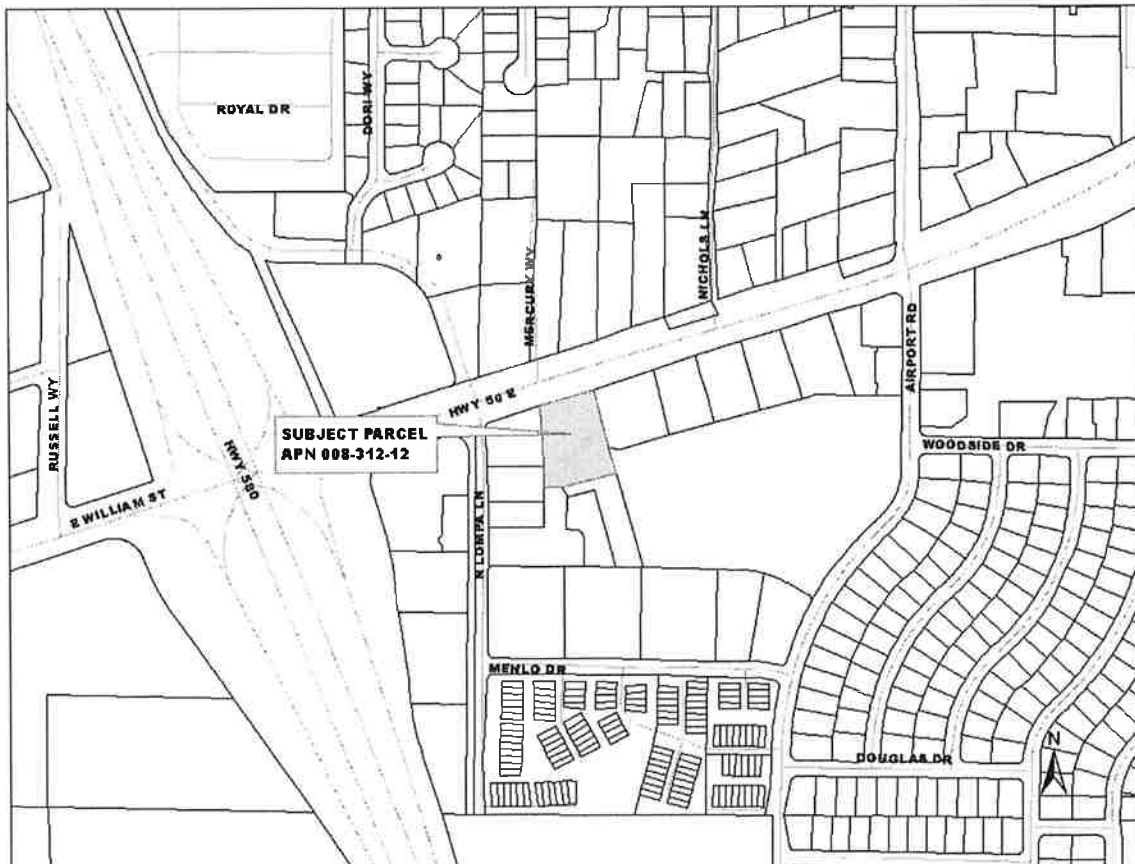 ROYAL DR
DORI WY
NICHOLS LN
MERCURY WY
AIRPORT RD
RUSSELL WY
HWY 50 E
SUBJECT PARCEL
APN 008-312-12
WOODSIDE DR
HWY 580
E WILLIAM ST
N LOMPA LN
MENLO DR
N
DOUGLAS DR